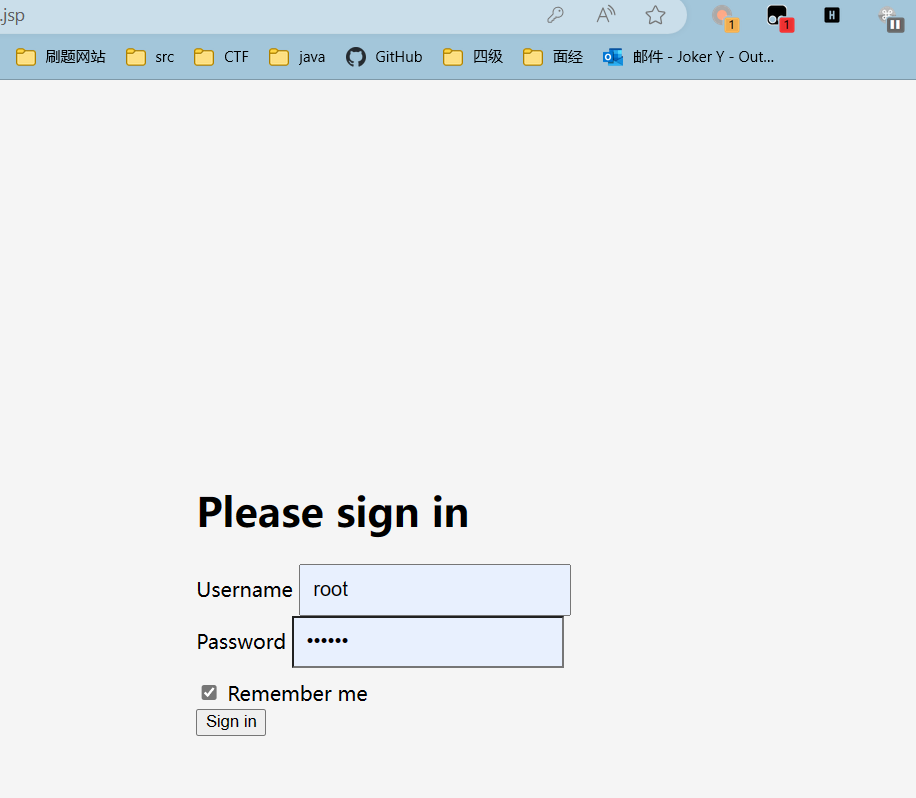 .jsp
1 1 H
刷题网站 src CTF java GitHub 四级 面经 邮件 - Joker Y - Out...
Please sign in
Username root
Password ••••••
Remember me
Sign in